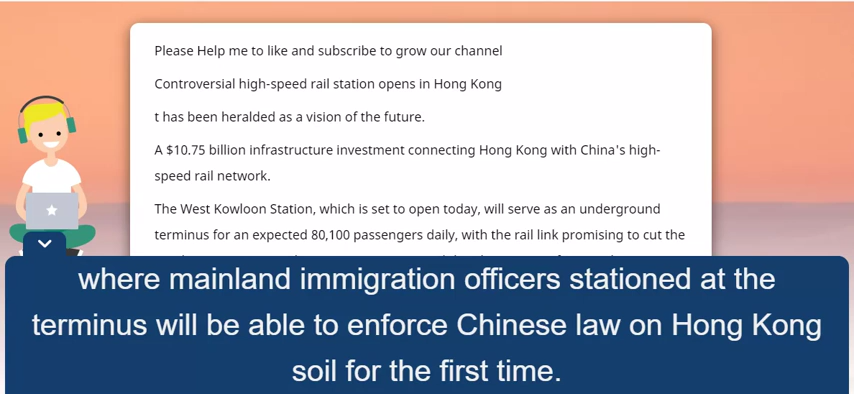 Please Help me to like and subscribe to grow our channel
Controversial high-speed rail station opens in Hong Kong
t has been heralded as a vision of the future.
A $10.75 billion infrastructure investment connecting Hong Kong with China's high-
speed rail network.
The West Kowloon Station, which is set to open today, will serve as an underground
terminus for an expected 80,100 passengers daily, with the rail link promising to cut the
where mainland immigration officers stationed at the
terminus will be able to enforce Chinese law on Hong Kong
soil for the first time.